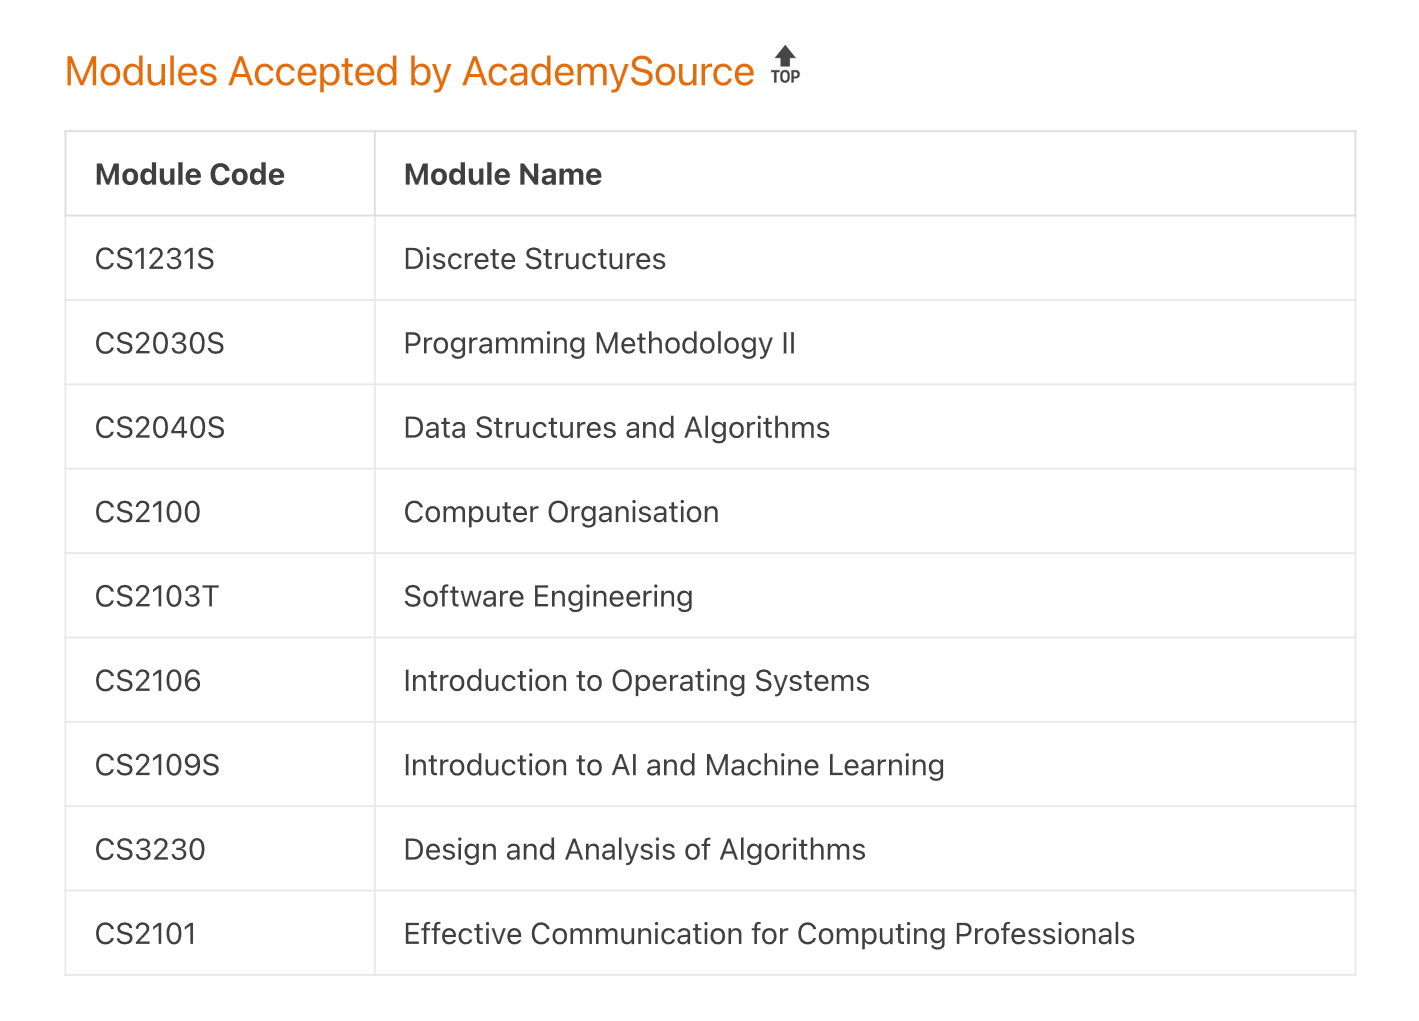 Modules Accepted by AcademySource TOP
Module Code Module Name
CS1231S Discrete Structures
CS2030S Programming Methodology II
CS2040S Data Structures and Algorithms
CS2100 Computer Organisation
CS2103T Software Engineering
CS2106 Introduction to Operating Systems
CS2109S Introduction to AI and Machine Learning
CS3230 Design and Analysis of Algorithms
CS2101 Effective Communication for Computing Professionals